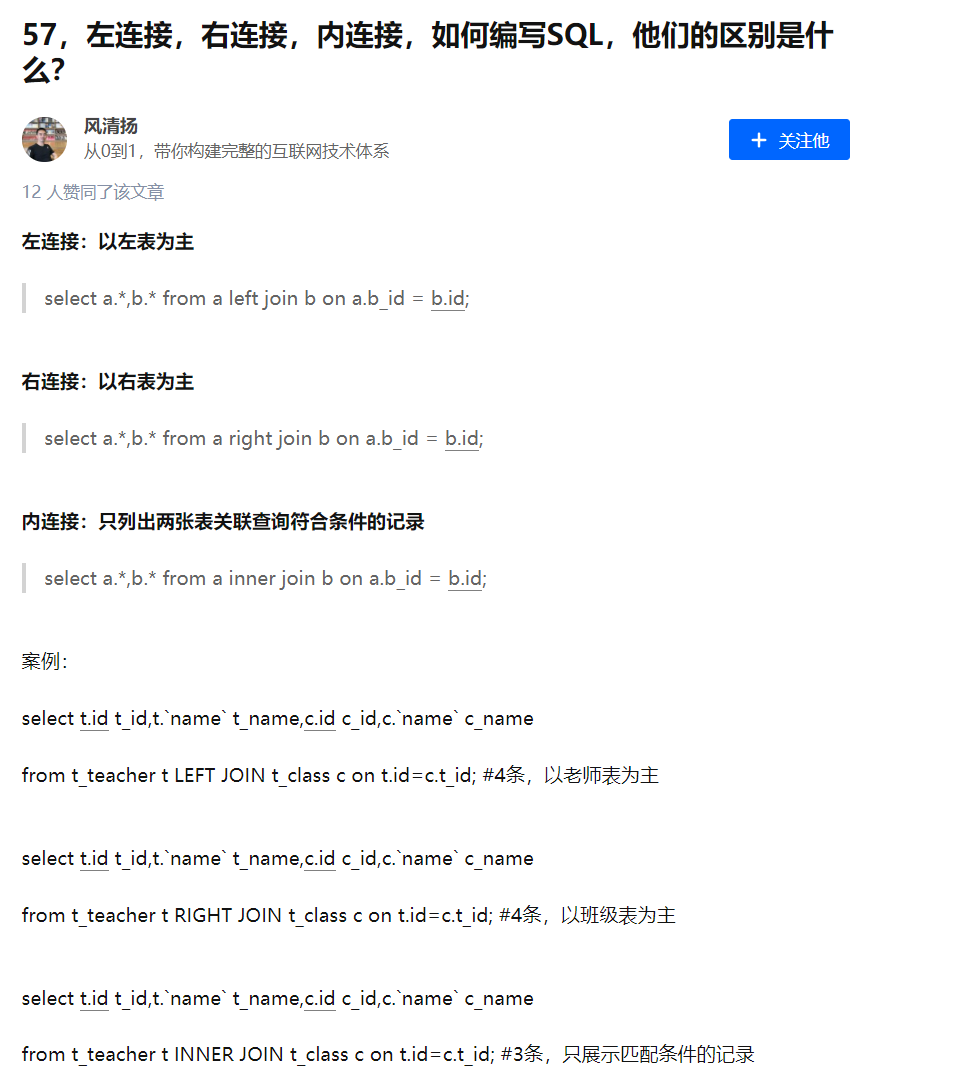 57，左连接，右连接，内连接，如何编写SQL，他们的区别是什
么？
风清扬
从0到1，带你构建完整的互联网技术体系
+ 关注他
12 人赞同了该文章
左连接：以左表为主
select a.*,b.* from a left join b on a.b_id = b.id;
右连接：以右表为主
select a.*,b.* from a right join b on a.b_id = b.id;
内连接：只列出两张表关联查询符合条件的记录
select a.*,b.* from a inner join b on a.b_id = b.id;
案例：
select t.id t_id,t.`name` t_name,c.id c_id,c.`name` c_name
from t_teacher t LEFT JOIN t_class c on t.id=c.t_id; #4条，以老师表为主
select t.id t_id,t.`name` t_name,c.id c_id,c.`name` c_name
from t_teacher t RIGHT JOIN t_class c on t.id=c.t_id; #4条，以班级表为主
select t.id t_id,t.`name` t_name,c.id c_id,c.`name` c_name
from t_teacher t INNER JOIN t_class c on t.id=c.t_id; #3条，只展示匹配条件的记录